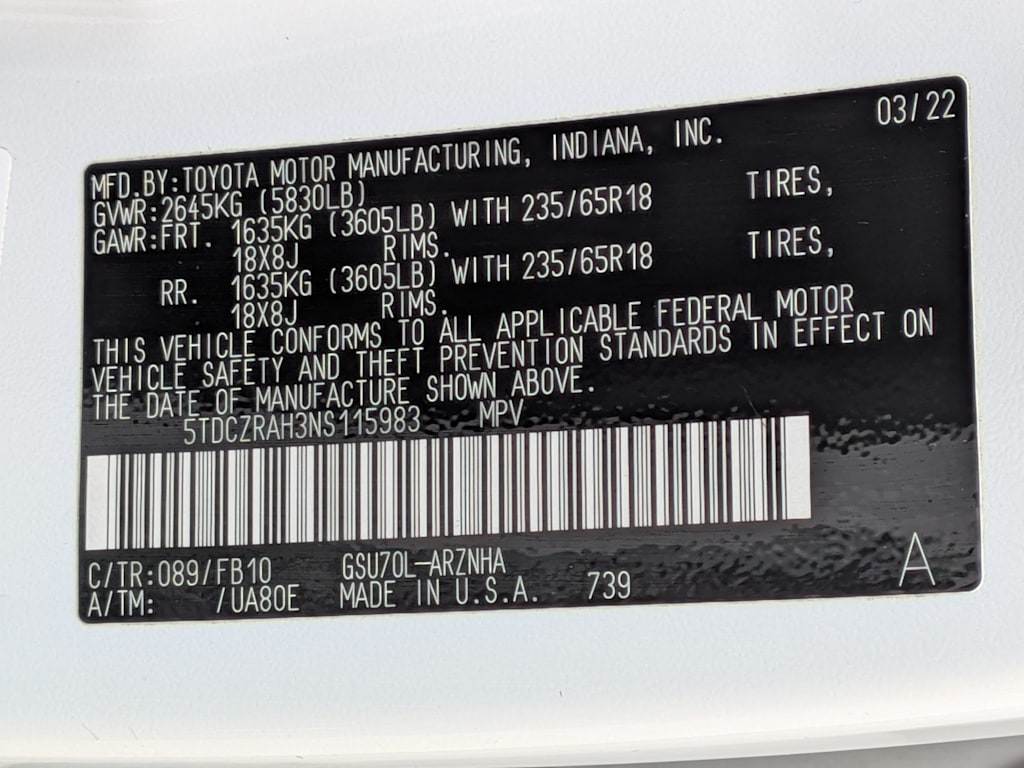 03/22
MFD.BY:TOYOTA MOTOR MANUFACTURING, INDIANA, INC.
GVWR:2645KG (5830LB)
GAWR:FRT. 1635KG (3605LB) WITH 235/65R18 TIRES,
18X8J RIMS.
RR. 1635KG (3605LB) WITH 235/65R18 TIRES,
18X8J RIMS.
THIS VEHICLE CONFORMS TO ALL APPLICABLE FEDERAL MOTOR
VEHICLE SAFETY AND THEFT PREVENTION STANDARDS IN EFFECT ON
THE DATE OF MANUFACTURE SHOWN ABOVE.
5TDCZRAH3NS115983 MPV
C/TR:089/FB10 GSU70L-ARZNHA
A/TM: /UA80E MADE IN U.S.A. 739 A